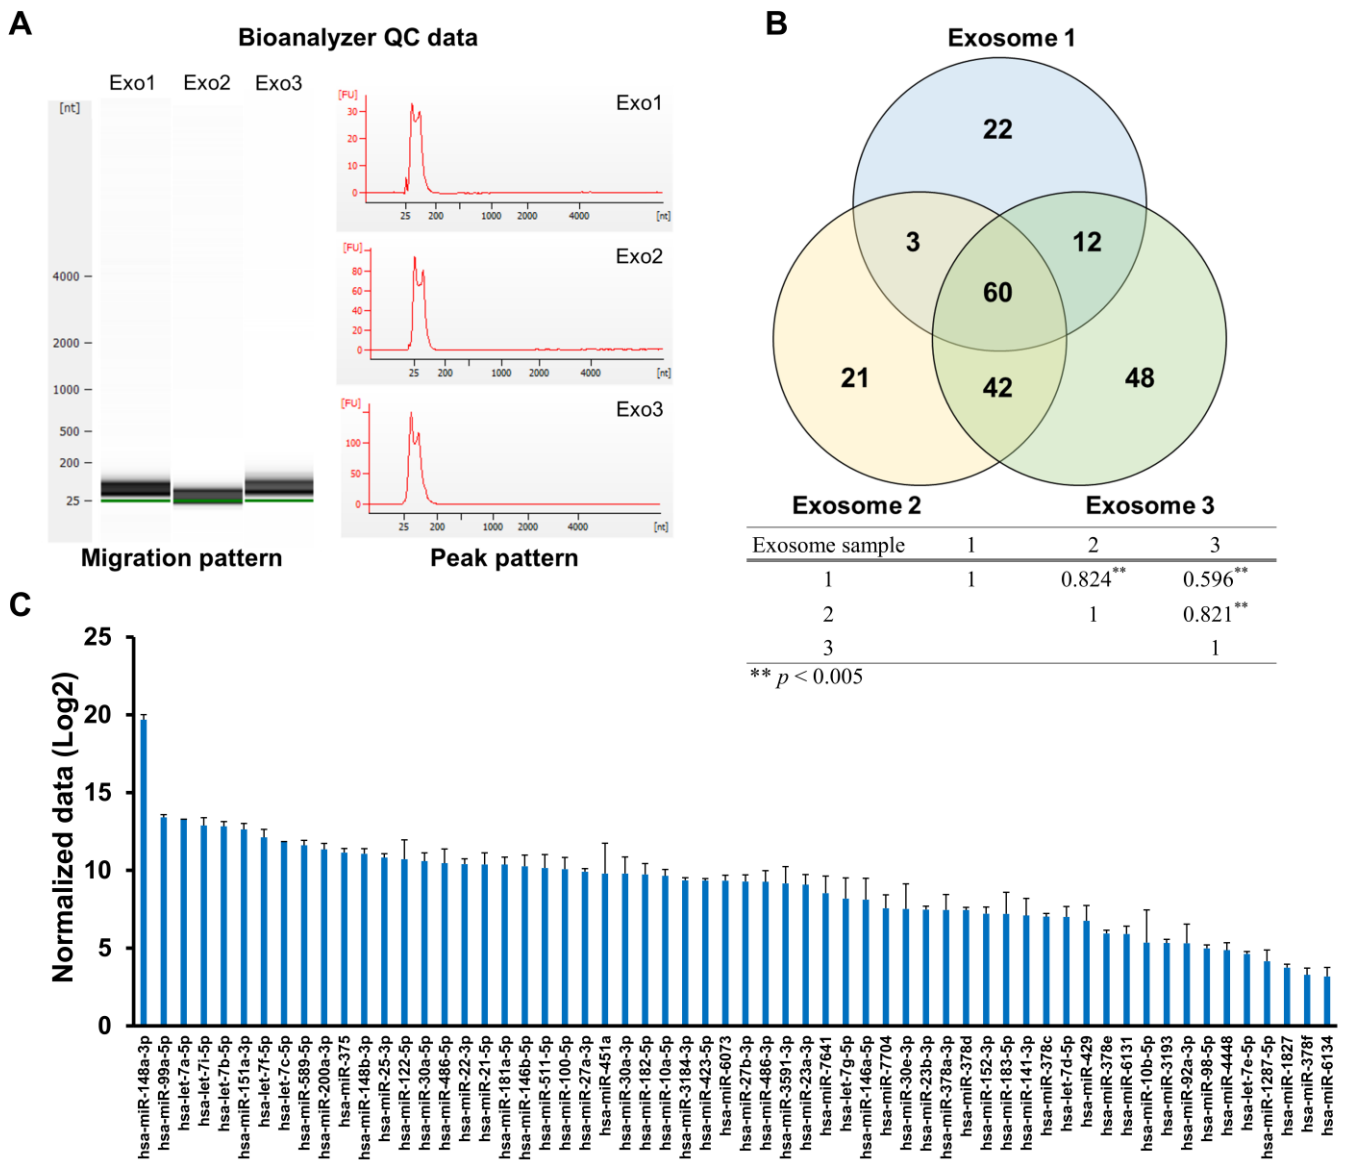 A
Bioanalyzer QC data
Exo1 Exo2 Exo3
[nt]
4000
2000
1000
500
200
25
Migration pattern
[FU]
Exo1
30
20
10
0
25 200 1000 2000 4000 [nt]
[FU]
Exo2
80
60
40
20
0
25 200 1000 2000 4000 [nt]
[FU]
Exo3
100
50
0
25 200 1000 2000 4000 [nt]
Peak pattern
B
Exosome 1
22
3
12
60
21
42
48
Exosome 2
Exosome 3
Exosome sample 1 2 3
1 1 0.824** 0.596**
2 1 0.821**
3 1
** p < 0.005
C
Normalized data (Log2)
25
20
15
10
5
0
hsa-miR-148a-3p
hsa-miR-99a-5p
hsa-let-7a-5p
hsa-let-7i-5p
hsa-let-7b-5p
hsa-miR-151a-3p
hsa-let-7f-5p
hsa-let-7c-5p
hsa-miR-589-5p
hsa-miR-200a-3p
hsa-miR-375
hsa-miR-148b-3p
hsa-miR-25-3p
hsa-miR-122-5p
hsa-miR-30a-5p
hsa-miR-486-5p
hsa-miR-22-3p
hsa-miR-21-5p
hsa-miR-181a-5p
hsa-miR-146b-5p
hsa-miR-511-5p
hsa-miR-100-5p
hsa-miR-27a-3p
hsa-miR-451a
hsa-miR-30a-3p
hsa-miR-182-5p
hsa-miR-10a-5p
hsa-miR-3184-3p
hsa-miR-423-5p
hsa-miR-6073
hsa-miR-27b-3p
hsa-miR-486-3p
hsa-miR-3591-3p
hsa-miR-23a-3p
hsa-miR-7641
hsa-let-7g-5p
hsa-miR-146a-5p
hsa-miR-7704
hsa-miR-30e-3p
hsa-miR-23b-3p
hsa-miR-378a-3p
hsa-miR-378d
hsa-miR-152-3p
hsa-miR-183-5p
hsa-miR-141-3p
hsa-miR-378c
hsa-let-7d-5p
hsa-miR-429
hsa-miR-378e
hsa-miR-6131
hsa-miR-10b-5p
hsa-miR-3193
hsa-miR-92a-3p
hsa-miR-98-5p
hsa-miR-4448
hsa-let-7e-5p
hsa-miR-1287-5p
hsa-miR-1827
hsa-miR-378f
hsa-miR-6134